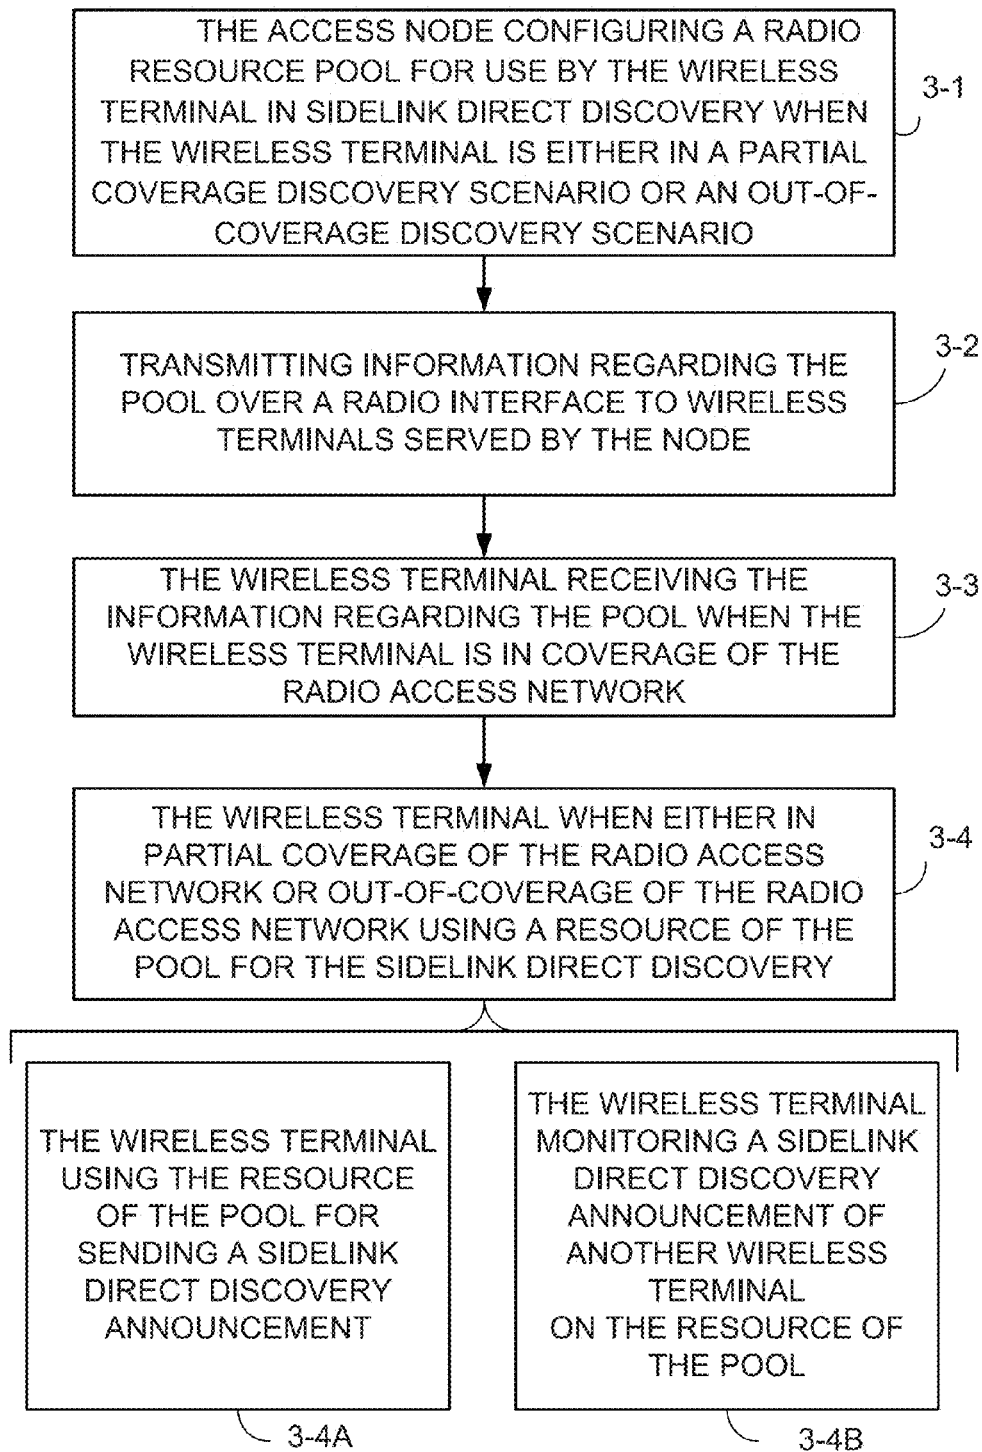 THE ACCESS NODE CONFIGURING A RADIO
RESOURCE POOL FOR USE BY THE WIRELESS
TERMINAL IN SIDELINK DIRECT DISCOVERY WHEN
THE WIRELESS TERMINAL IS EITHER IN A PARTIAL
COVERAGE DISCOVERY SCENARIO OR AN OUT-OF-
COVERAGE DISCOVERY SCENARIO
3-1
TRANSMITTING INFORMATION REGARDING THE
POOL OVER A RADIO INTERFACE TO WIRELESS
TERMINALS SERVED BY THE NODE
3-2
THE WIRELESS TERMINAL RECEIVING THE
INFORMATION REGARDING THE POOL WHEN THE
WIRELESS TERMINAL IS IN COVERAGE OF THE
RADIO ACCESS NETWORK
3-3
THE WIRELESS TERMINAL WHEN EITHER IN
PARTIAL COVERAGE OF THE RADIO ACCESS
NETWORK OR OUT-OF-COVERAGE OF THE RADIO
ACCESS NETWORK USING A RESOURCE OF THE
POOL FOR THE SIDELINK DIRECT DISCOVERY
3-4
THE WIRELESS TERMINAL
USING THE RESOURCE
OF THE POOL FOR
SENDING A SIDELINK
DIRECT DISCOVERY
ANNOUNCEMENT
3-4A
THE WIRELESS TERMINAL
MONITORING A SIDELINK
DIRECT DISCOVERY
ANNOUNCEMENT OF
ANOTHER WIRELESS
TERMINAL
ON THE RESOURCE OF
THE POOL
3-4B